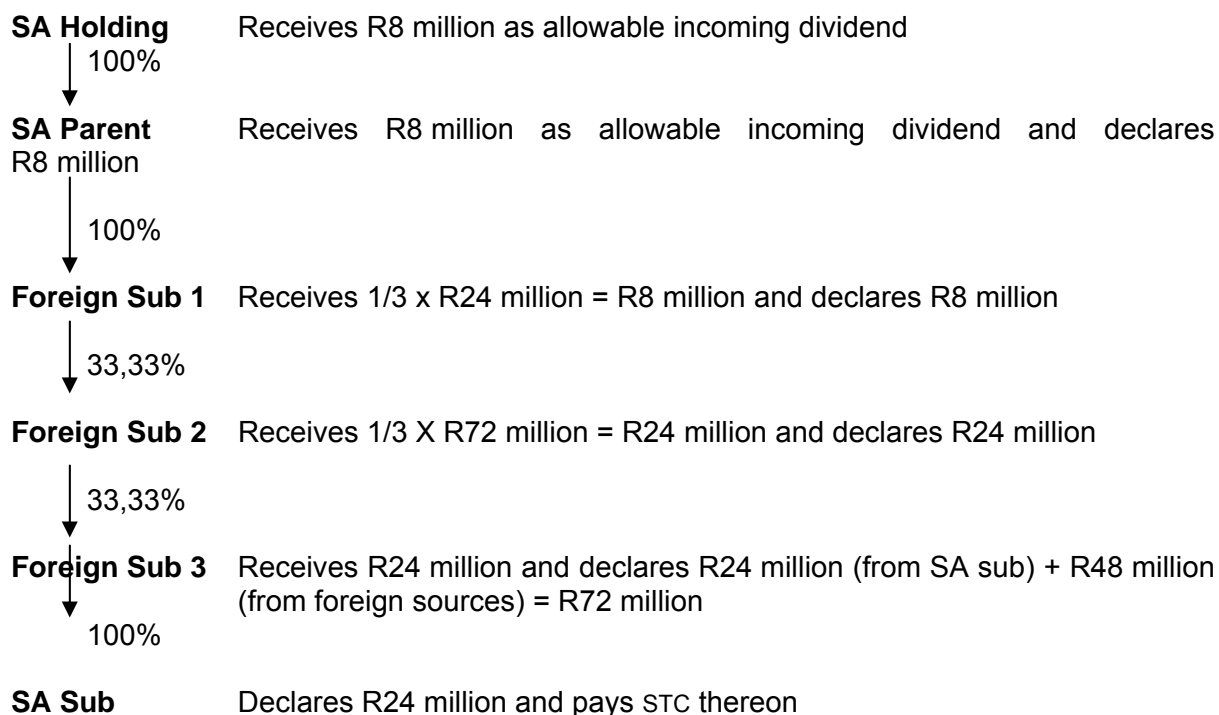 SA Holding Receives R8 million as allowable incoming dividend
100%
SA Parent Receives R8 million as allowable incoming dividend and declares
R8 million
100%
Foreign Sub 1 Receives 1/3 x R24 million = R8 million and declares R8 million
33,33%
Foreign Sub 2 Receives 1/3 X R72 million = R24 million and declares R24 million
33,33%
Foreign Sub 3 Receives R24 million and declares R24 million (from SA sub) + R48 million
(from foreign sources) = R72 million
100%
SA Sub Declares R24 million and pays STC thereon